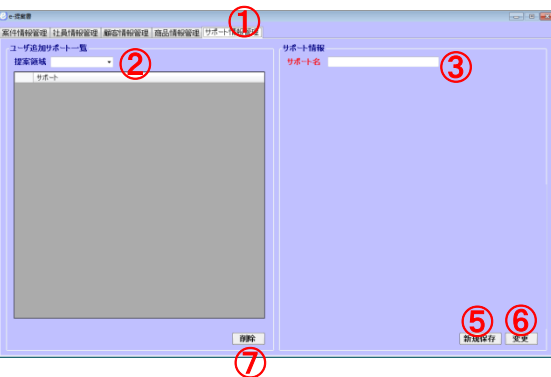 e-提案書
案件情報管理 社員情報管理 顧客情報管理 商品情報管理 サポート情報管理
①
ユーザ追加サポート一覧
提案領域
②
サポート
サポート情報
サポート名
③
⑤ ⑥
新規保存 変更
削除
⑦